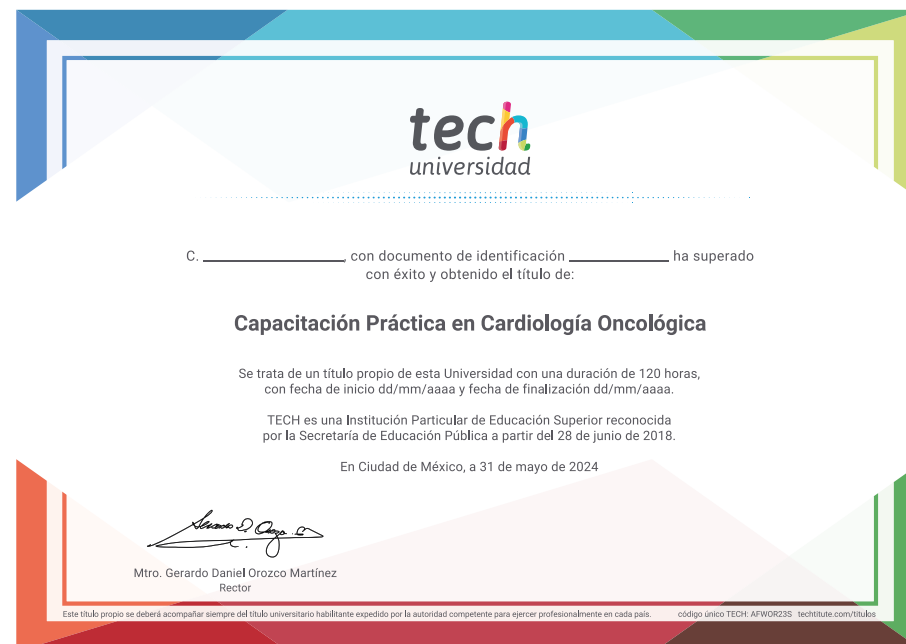 tech
universidad
C. ____________, con documento de identificación ____________ ha superado
con éxito y obtenido el título de:
Capacitación Práctica en Cardiología Oncológica
Se trata de un título propio de esta Universidad con una duración de 120 horas,
con fecha de inicio dd/mm/aaaa y fecha de finalización dd/mm/aaaa.
TECH es una Institución Particular de Educación Superior reconocida
por la Secretaría de Educación Pública a partir del 28 de junio de 2018.
En Ciudad de México, a 31 de mayo de 2024
Mtro. Gerardo Daniel Orozco Martínez
Rector
Este título propio se deberá acompañar siempre del título universitario habilitante expedido por la autoridad competente para ejercer profesionalmente en cada país. código único TECH: AFWOR23S techtitute.com/titulos